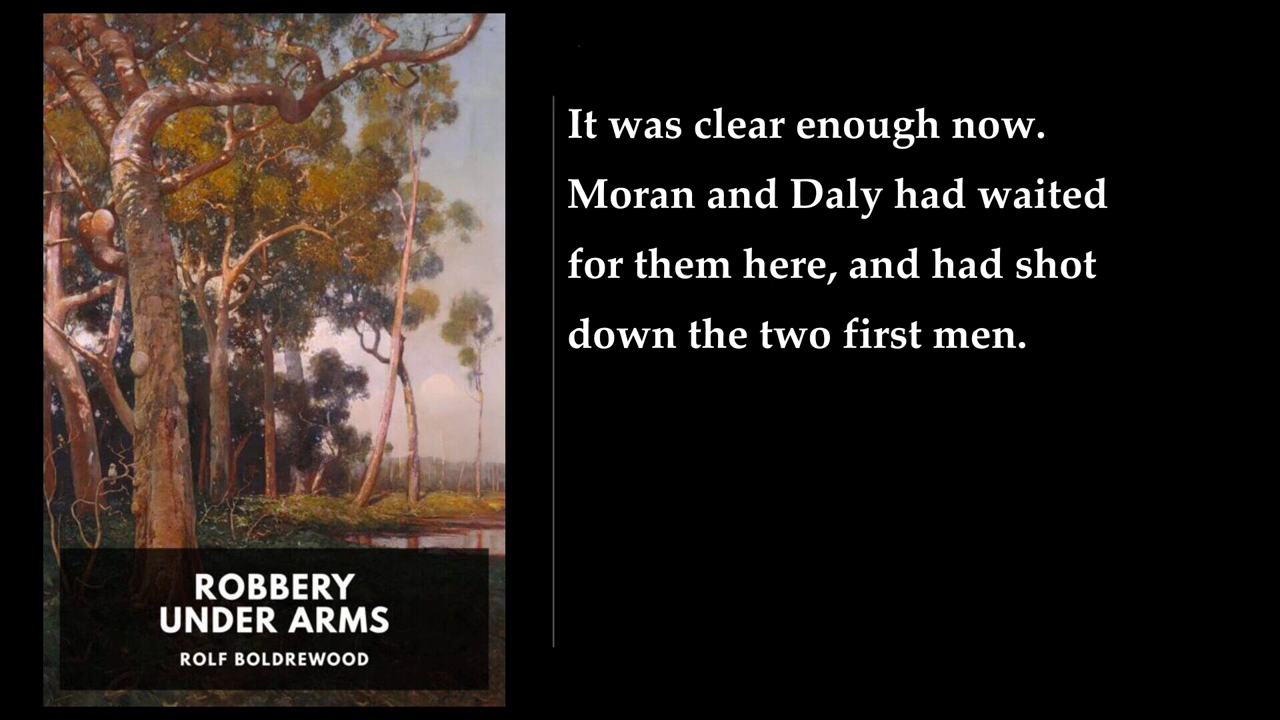 ROBBERY
UNDER ARMS
ROLF BOLDREWOOD
It was clear enough now.
Moran and Daly had waited
for them here, and had shot
down the two first men.